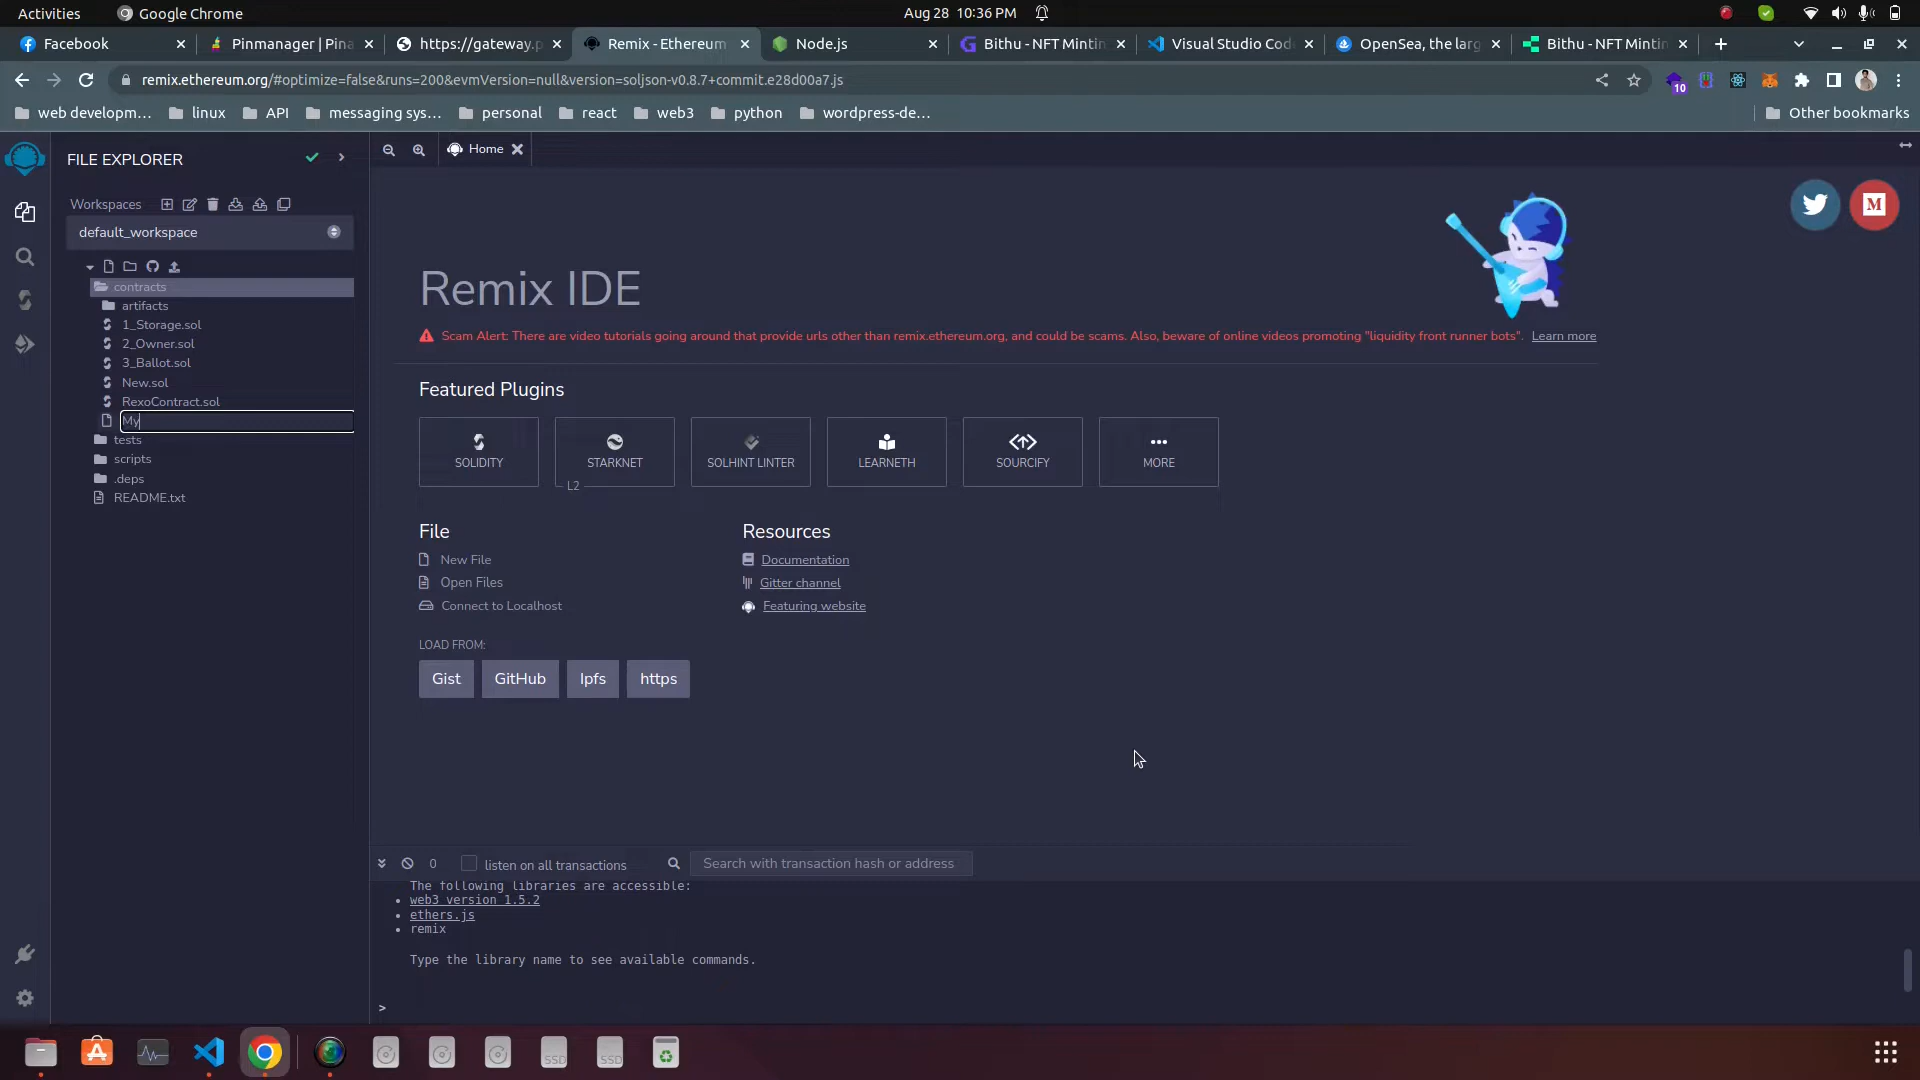 Activities
Google Chrome
Aug 28 10:36 PM
Facebook
Pinmanager | Pina
https://gateway.p
Remix - Ethereum
Node.js
Bithu - NFT Mintin
Visual Studio Cod
OpenSea, the larg
Bithu - NFT Mintin
remix.ethereum.org/#optimize=false&runs=200&evmVersion=null&version=soljson-v0.8.7+commit.e28d00a7.js
10
web developm...
linux
API
messaging sys...
personal
react
web3
python
wordpress-de...
Other bookmarks
FILE EXPLORER
Home
Workspaces
default_workspace
contracts
artifacts
1_Storage.sol
2_Owner.sol
3_Ballot.sol
New.sol
RexoContract.sol
My
tests
scripts
.deps
README.txt
M
Remix IDE
Scam Alert: There are video tutorials going around that provide urls other than remix.ethereum.org, and could be scams. Also, beware of online videos promoting "liquidity front runner bots". Learn more
Featured Plugins
SOLIDITY
STARKNET
L2
SOLHINT LINTER
LEARNETH
SOURCIFY
MORE
File
New File
Open Files
Connect to Localhost
Resources
Documentation
Gitter channel
Featuring website
LOAD FROM:
Gist
GitHub
Ipfs
https
0
listen on all transactions
Search with transaction hash or address
The following libraries are accessible:
• web3 version 1.5.2
• ethers.js
• remix
Type the library name to see available commands.
>
SSD
SSD